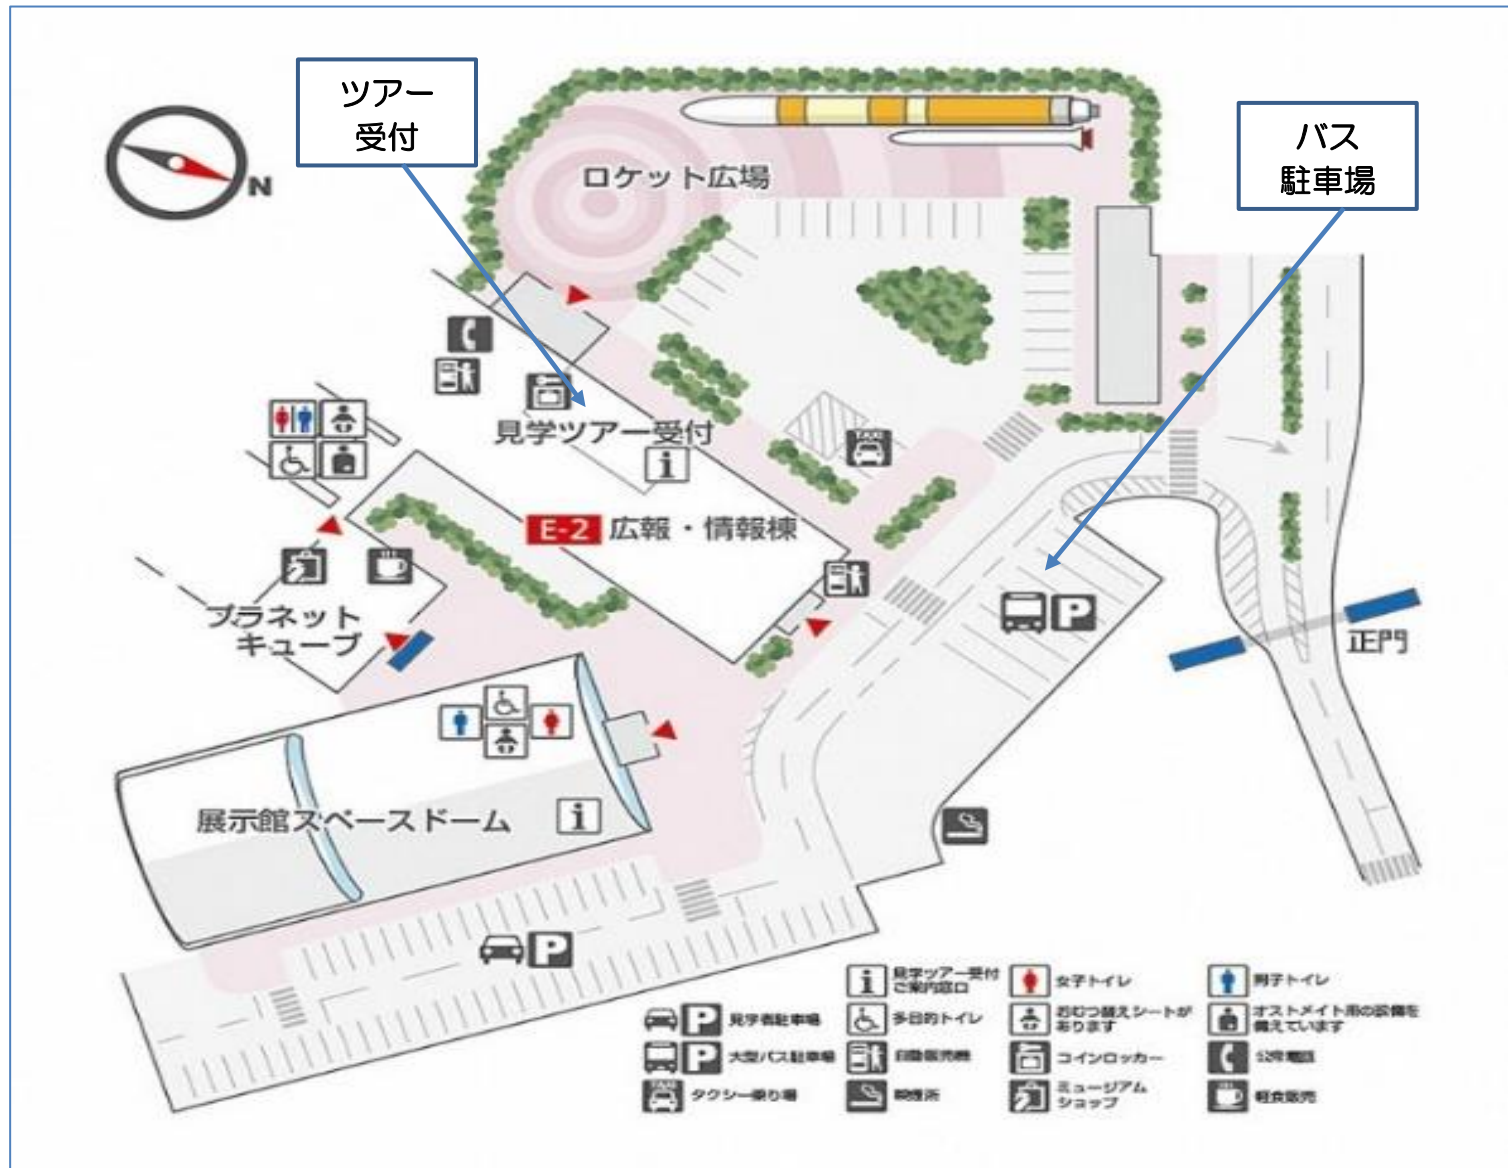 ツアー
受付
バス
駐車場
N
ロケット広場
見学ツアー受付
i
TAXI
E-2 広報・情報棟
プラネット
キューブ
P
正門
展示館スペースドーム
i
P
i 見学ツアー受付
ご案内窓口
女子トイレ
男子トイレ
P 見学者駐車場
多目的トイレ
おむつ替えシートが
あります
オストメイト用の設備を
備えています
P 大型バス駐車場
自動販売機
コインロッカー
公衆電話
TAXI タクシー乗り場
喫煙所
ミュージアム
ショップ
軽食販売